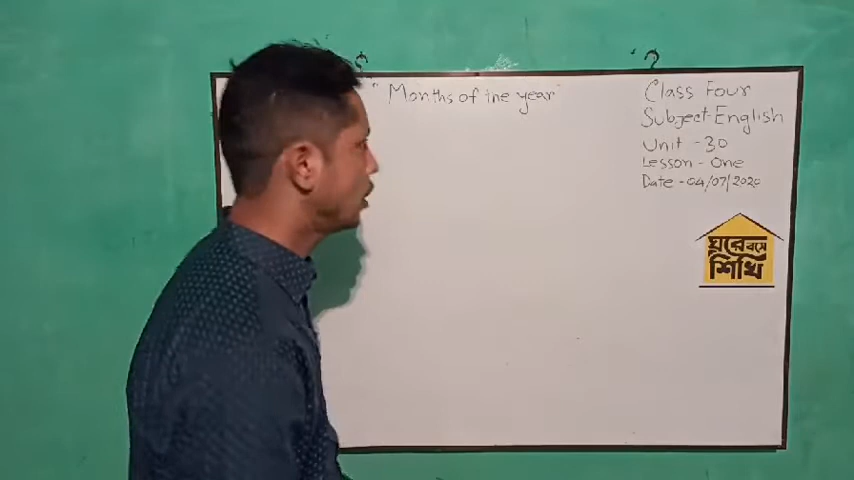 "Months of the year"
Class Four
Subject-English
Unit - 30
Lesson - One
Date - 04/07/2020
ঘরে বসে
শিখি